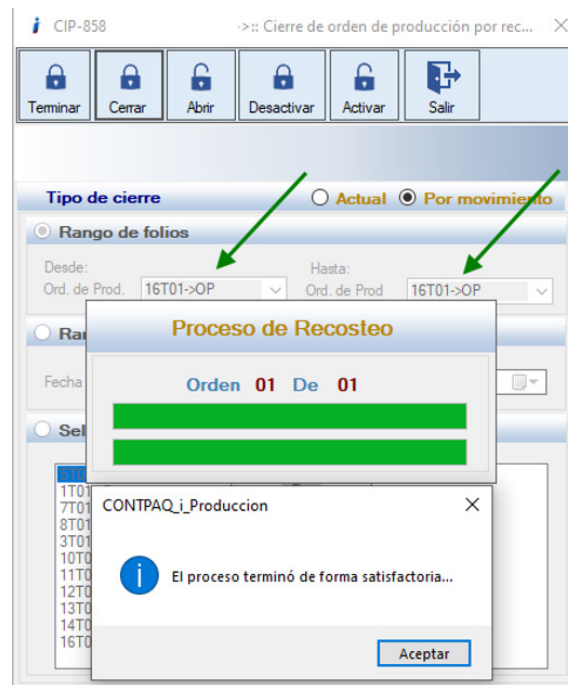 CIP-858 ->:: Cierre de orden de producción por rec...
Terminar Cerrar Abrir Desactivar Activar Salir
Tipo de cierre Actual Por movimiento
Rango de folios
Desde: Hasta:
Ord. de Prod. 16T01->OP Ord. de Prod 16T01->OP
Proceso de Recosteo
Fecha
Orden 01 De 01
1T01
7T01
8T01
3T01
10T0
11T0
12T0
13T0
14T0
16T0
CONTPAQ_i_Produccion
El proceso terminó de forma satisfactoria...
Aceptar